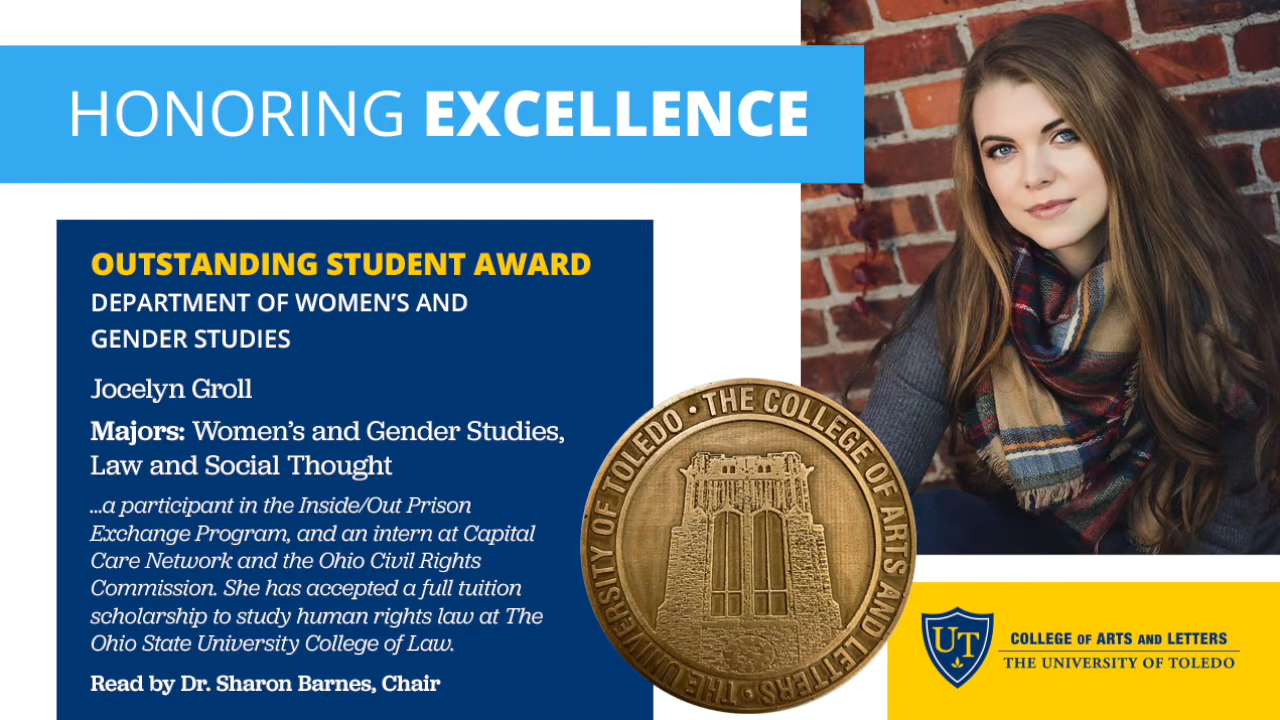 HONORING EXCELLENCE
OUTSTANDING STUDENT AWARD
DEPARTMENT OF WOMEN'S AND
GENDER STUDIES
Jocelyn Groll
Majors: Women's and Gender Studies,
Law and Social Thought
...a participant in the Inside/Out Prison
Exchange Program, and an intern at Capital
Care Network and the Ohio Civil Rights
Commission. She has accepted a full tuition
scholarship to study human rights law at The
Ohio State University College of Law.
Read by Dr. Sharon Barnes, Chair
THE UNIVERSITY OF TOLEDO • THE COLLEGE OF ARTS AND LETTERS •
UT
COLLEGE OF ARTS AND LETTERS
THE UNIVERSITY OF TOLEDO